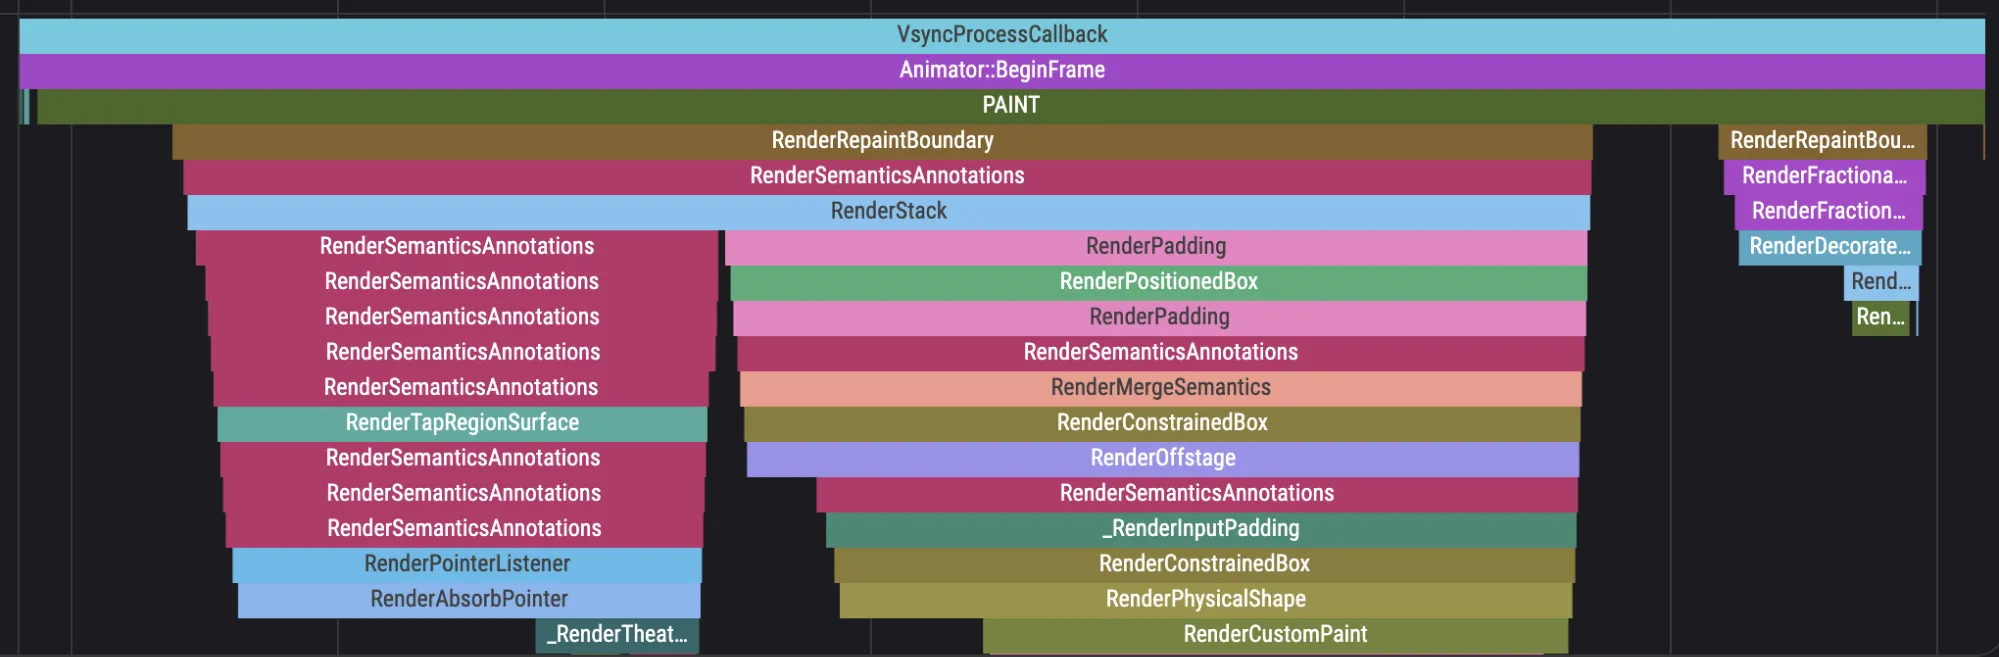 VsyncProcessCallback
Animator::BeginFrame
PAINT
RenderRepaintBoundary RenderRepaintBou...
RenderSemanticsAnnotations RenderFractiona...
RenderStack RenderFraction...
RenderSemanticsAnnotations RenderPadding RenderDecorate...
RenderSemanticsAnnotations RenderPositionedBox Rend...
RenderSemanticsAnnotations RenderPadding Ren...
RenderSemanticsAnnotations RenderSemanticsAnnotations
RenderSemanticsAnnotations RenderMergeSemantics
RenderTapRegionSurface RenderConstrainedBox
RenderSemanticsAnnotations RenderOffstage
RenderSemanticsAnnotations RenderSemanticsAnnotations
RenderSemanticsAnnotations _RenderInputPadding
RenderPointerListener RenderConstrainedBox
RenderAbsorbPointer RenderPhysicalShape
_RenderTheat... RenderCustomPaint